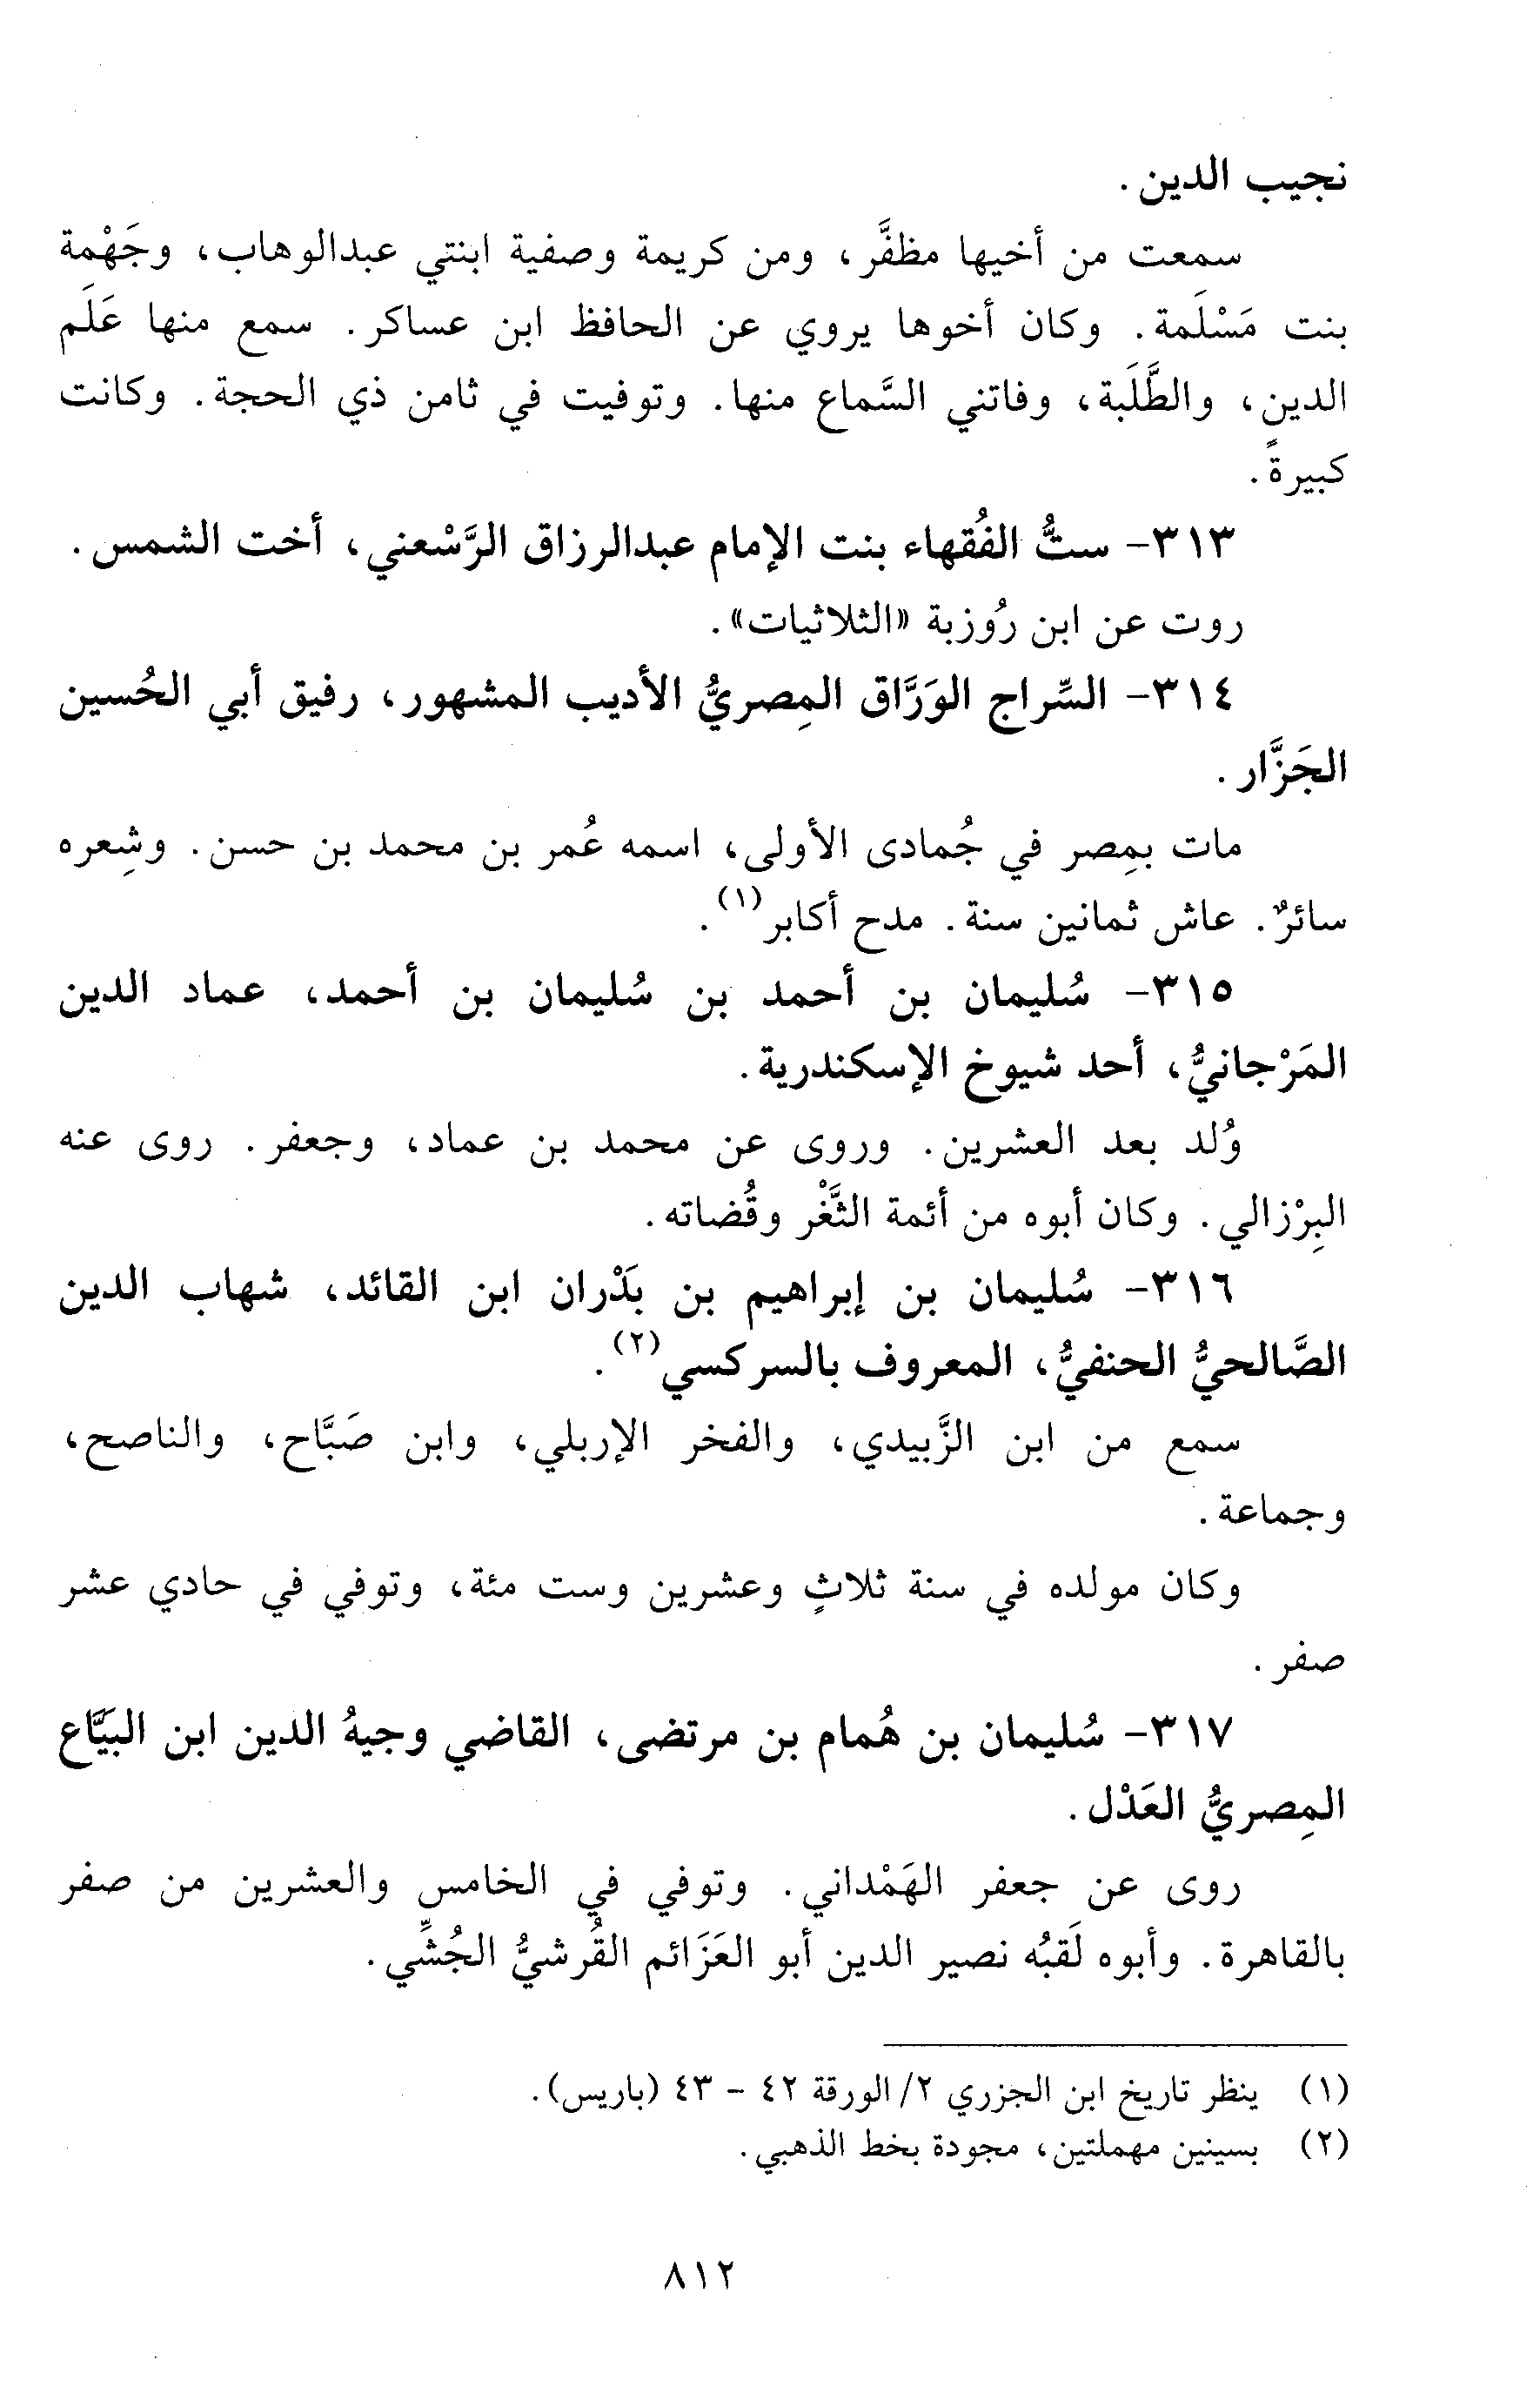 نجيب الدين.
سمعت من أخيها مظفَّر، ومن كريمة وصفية ابنتي عبدالوهاب، وجَهْمة
بنت مَسْلَمة. وكان أخوها يروي عن الحافظ ابن عساكر. سمع منها عَلَم
الدين، والطَّلَبة، وفاتني السَّماع منها. وتوفيت في ثامن ذي الحجة. وكانت
كبيرةً.
٣١٣- ستُّ الفُقهاء بنت الإمام عبدالرزاق الرَّسْعني، أخت الشمس.
روت عن ابن رُوزبة «الثلاثيات».
٣١٤- السِّراج الوَرَّاق المِصريُّ الأديب المشهور، رفيق أبي الحُسين
الجَزَّار.
مات بمِصر في جُمادى الأولى، اسمه عُمر بن محمد بن حسن. وشِعره
سائرٌ. عاش ثمانين سنة. مدح أكابر(١).
٣١٥- سُليمان بن أحمد بن سُليمان بن أحمد، عماد الدين
المَرْجانيُّ، أحد شيوخ الإسكندرية.
وُلد بعد العشرين. وروى عن محمد بن عماد، وجعفر. روى عنه
البِرْزالي. وكان أبوه من أئمة الثَّغْر وقُضاته.
٣١٦- سُليمان بن إبراهيم بن بَدْران ابن القائد، شهاب الدين
الصَّالحيُّ الحنفيُّ، المعروف بالسركسي(٢).
سمع من ابن الزَّبيدي، والفخر الإربلي، وابن صَبَّاح، والناصح،
وجماعة.
وكان مولده في سنة ثلاثٍ وعشرين وست مئة، وتوفي في حادي عشر
صفر.
٣١٧- سُليمان بن هُمام بن مرتضى، القاضي وجيهُ الدين ابن البَيَّاع
المِصريُّ العَدْل.
روى عن جعفر الهَمْداني. وتوفي في الخامس والعشرين من صفر
بالقاهرة. وأبوه لَقبُه نصير الدين أبو العَزَائم القُرشيُّ الجُشِّي.
(١) ينظر تاريخ ابن الجزري ٢/ الورقة ٤٢ - ٤٣ (باريس).
(٢) بسينين مهملتين، مجودة بخط الذهبي.
٨١٢